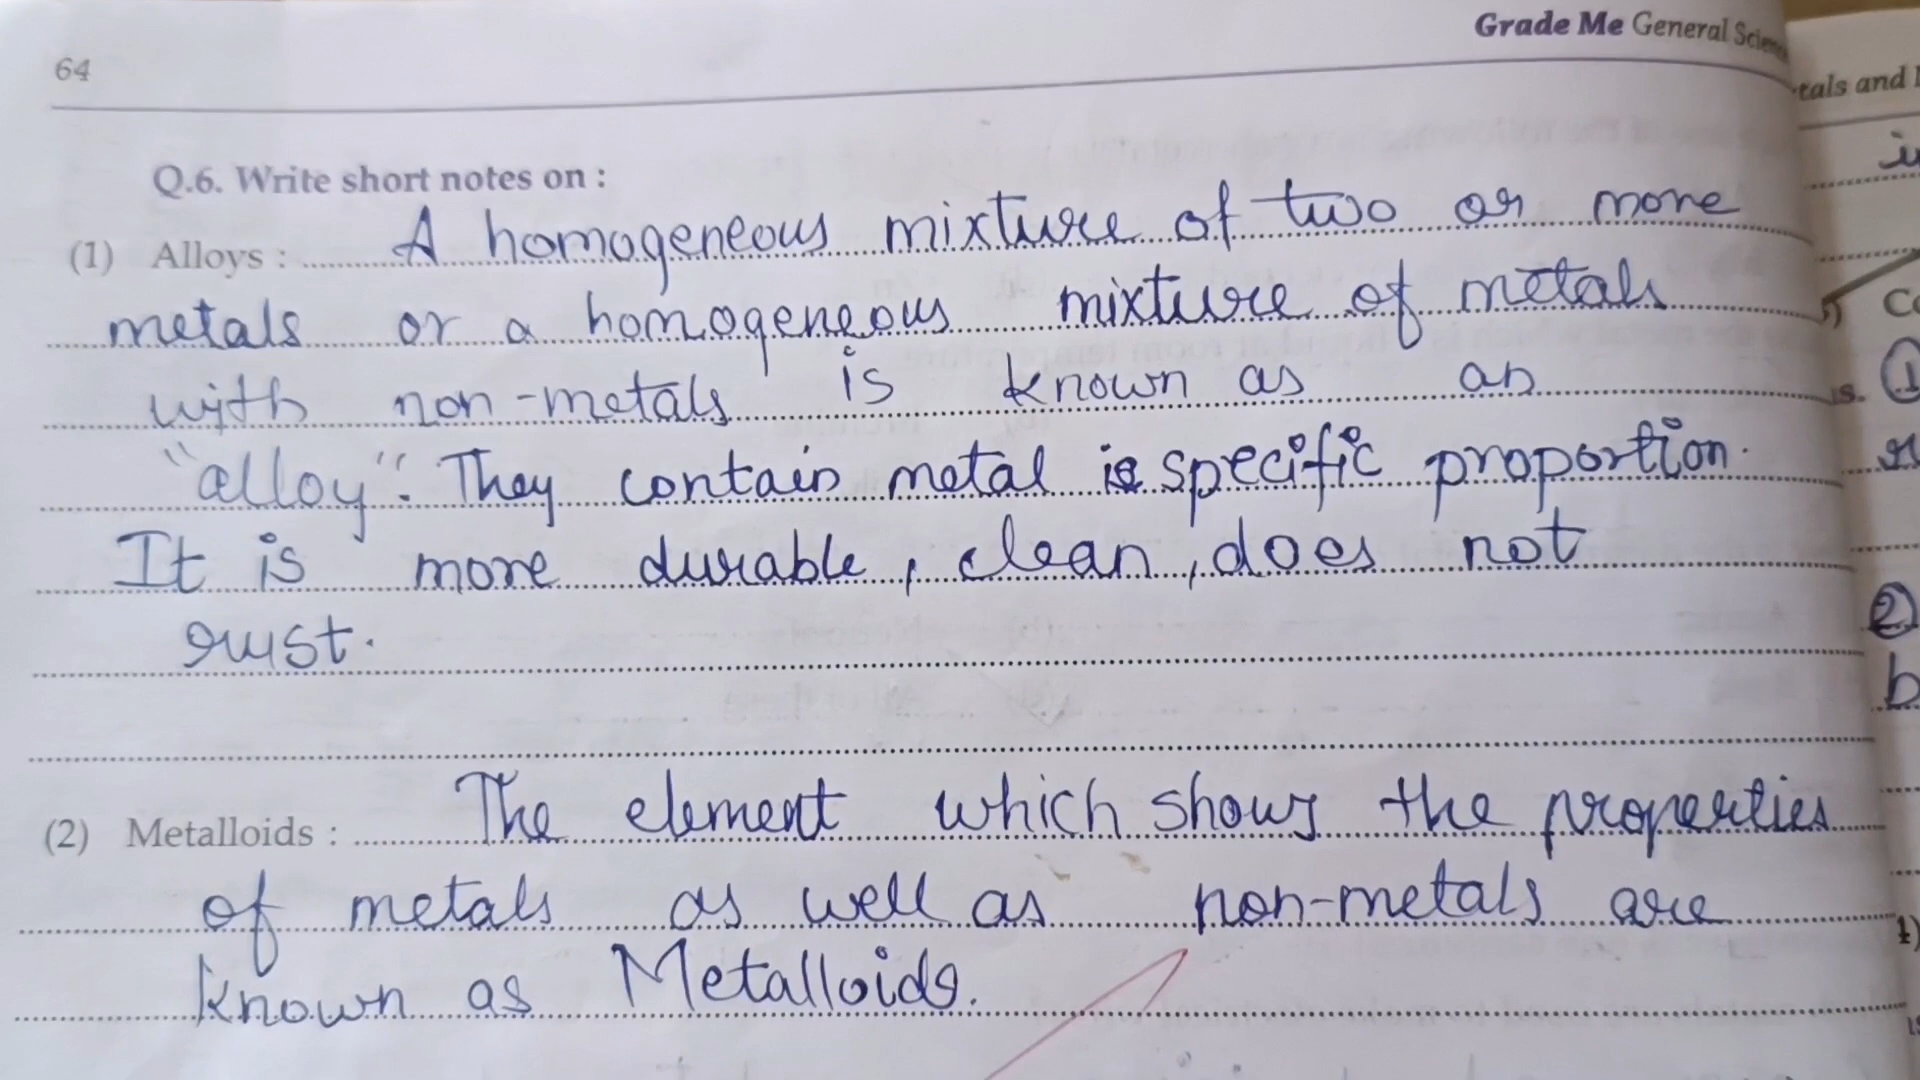 64
Grade Me General Scien
tals and
Q.6. Write short notes on :
(1) Alloys : A homogeneous mixture of two or more
metals or a homogeneous mixture of metals
with non-metals is known as an
"alloy". They contain metal is specific proportion.
It is more durable, clean, does not
rust.
(2) Metalloids : The element which shows the properties
of metals as well as non-metals are
known as Metalloids.